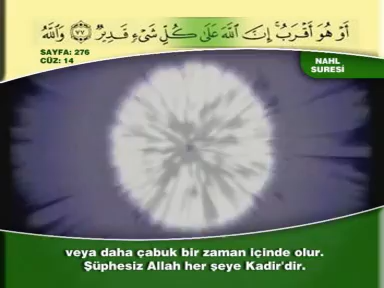 أَوْ هُوَ أَقْرَبُ ۚ إِنَّ اللَّهَ عَلَىٰ كُلِّ شَيْءٍ قَدِيرٌ ﴿٧٧﴾ وَاللَّهُ
SAYFA: 276
CÜZ: 14
NAHL
SURESİ
veya daha çabuk bir zaman içinde olur.
Şüphesiz Allah her şeye Kadir'dir.